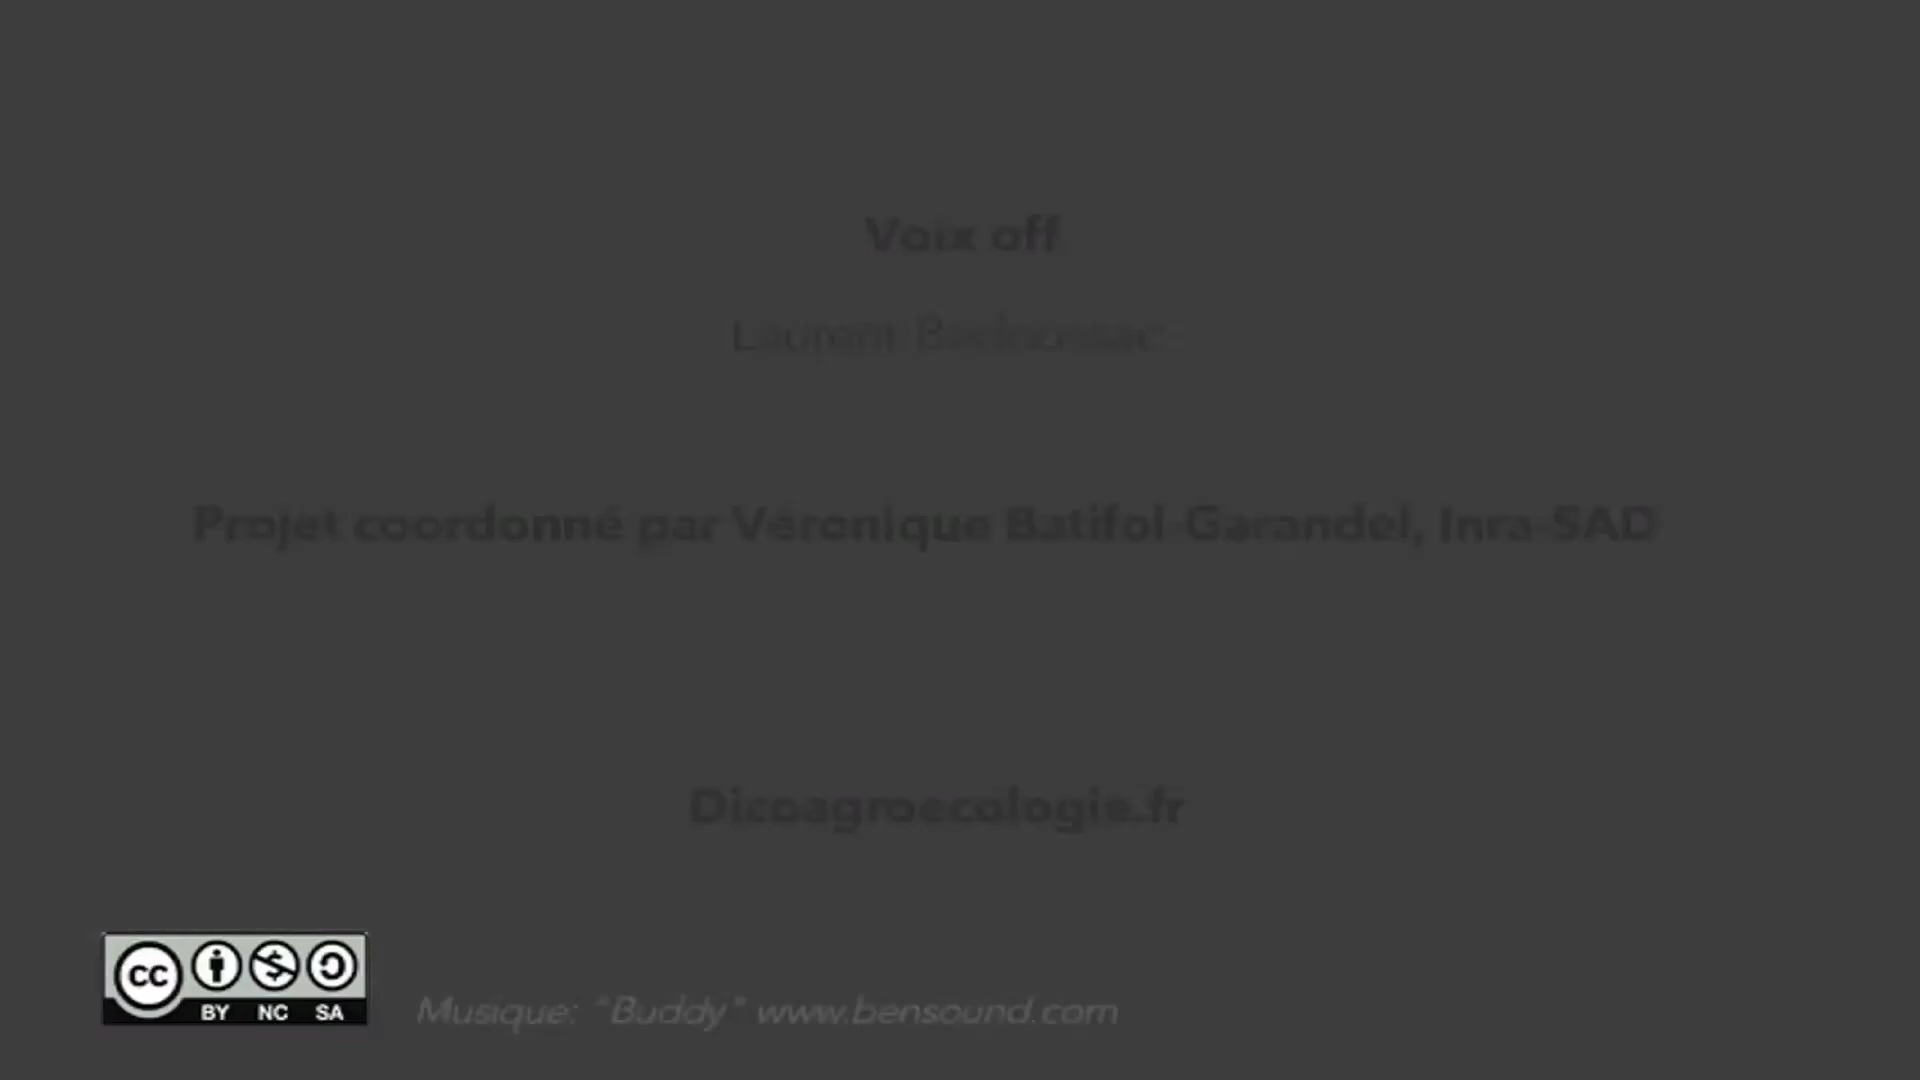 Voix off
Laurent
Projet coordonné par Véronique Batifol-Garandel, Inra-SAD
Dicoagroecologie.fr
cc
BY NC SA
Musique: "Buddy" www.bensound.com